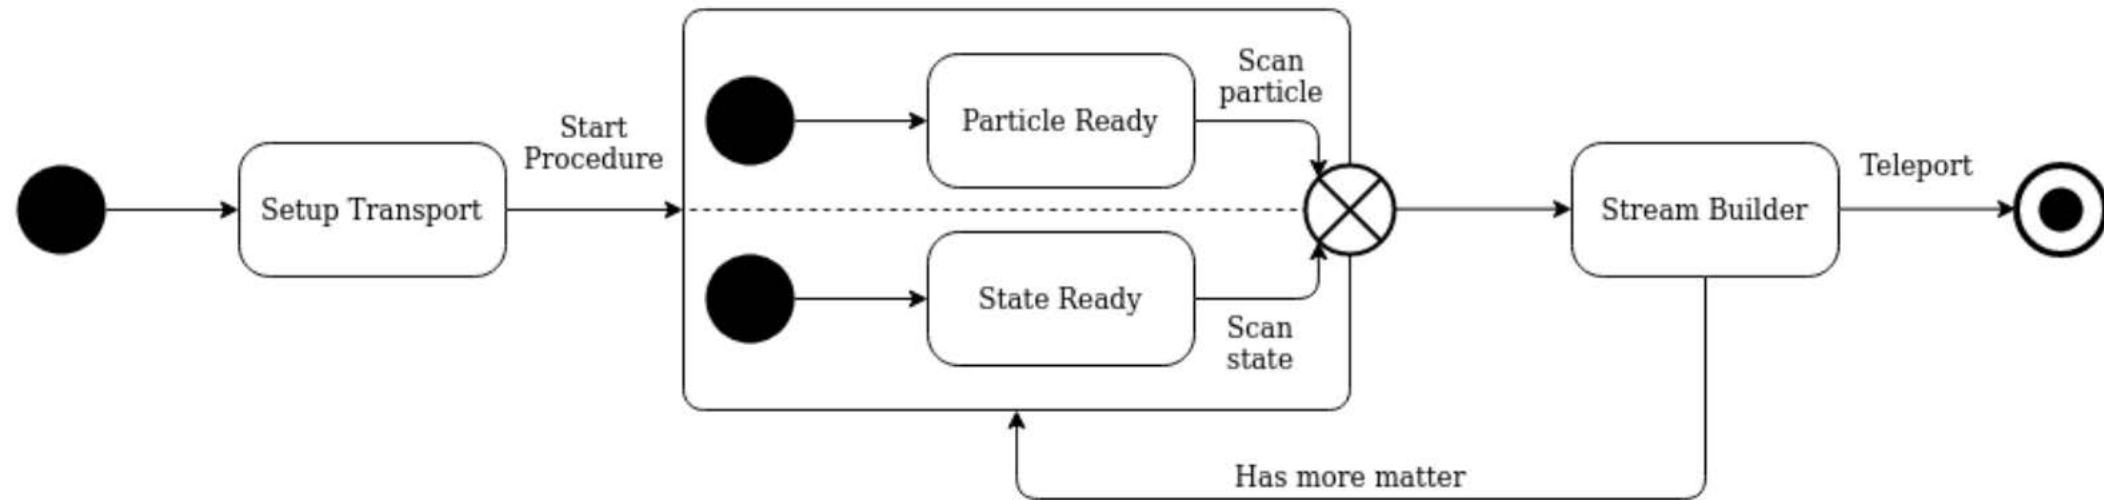 Start
Procedure
Setup Transport
Particle Ready
Scan
particle
State Ready
Scan
state
Stream Builder
Teleport
Has more matter